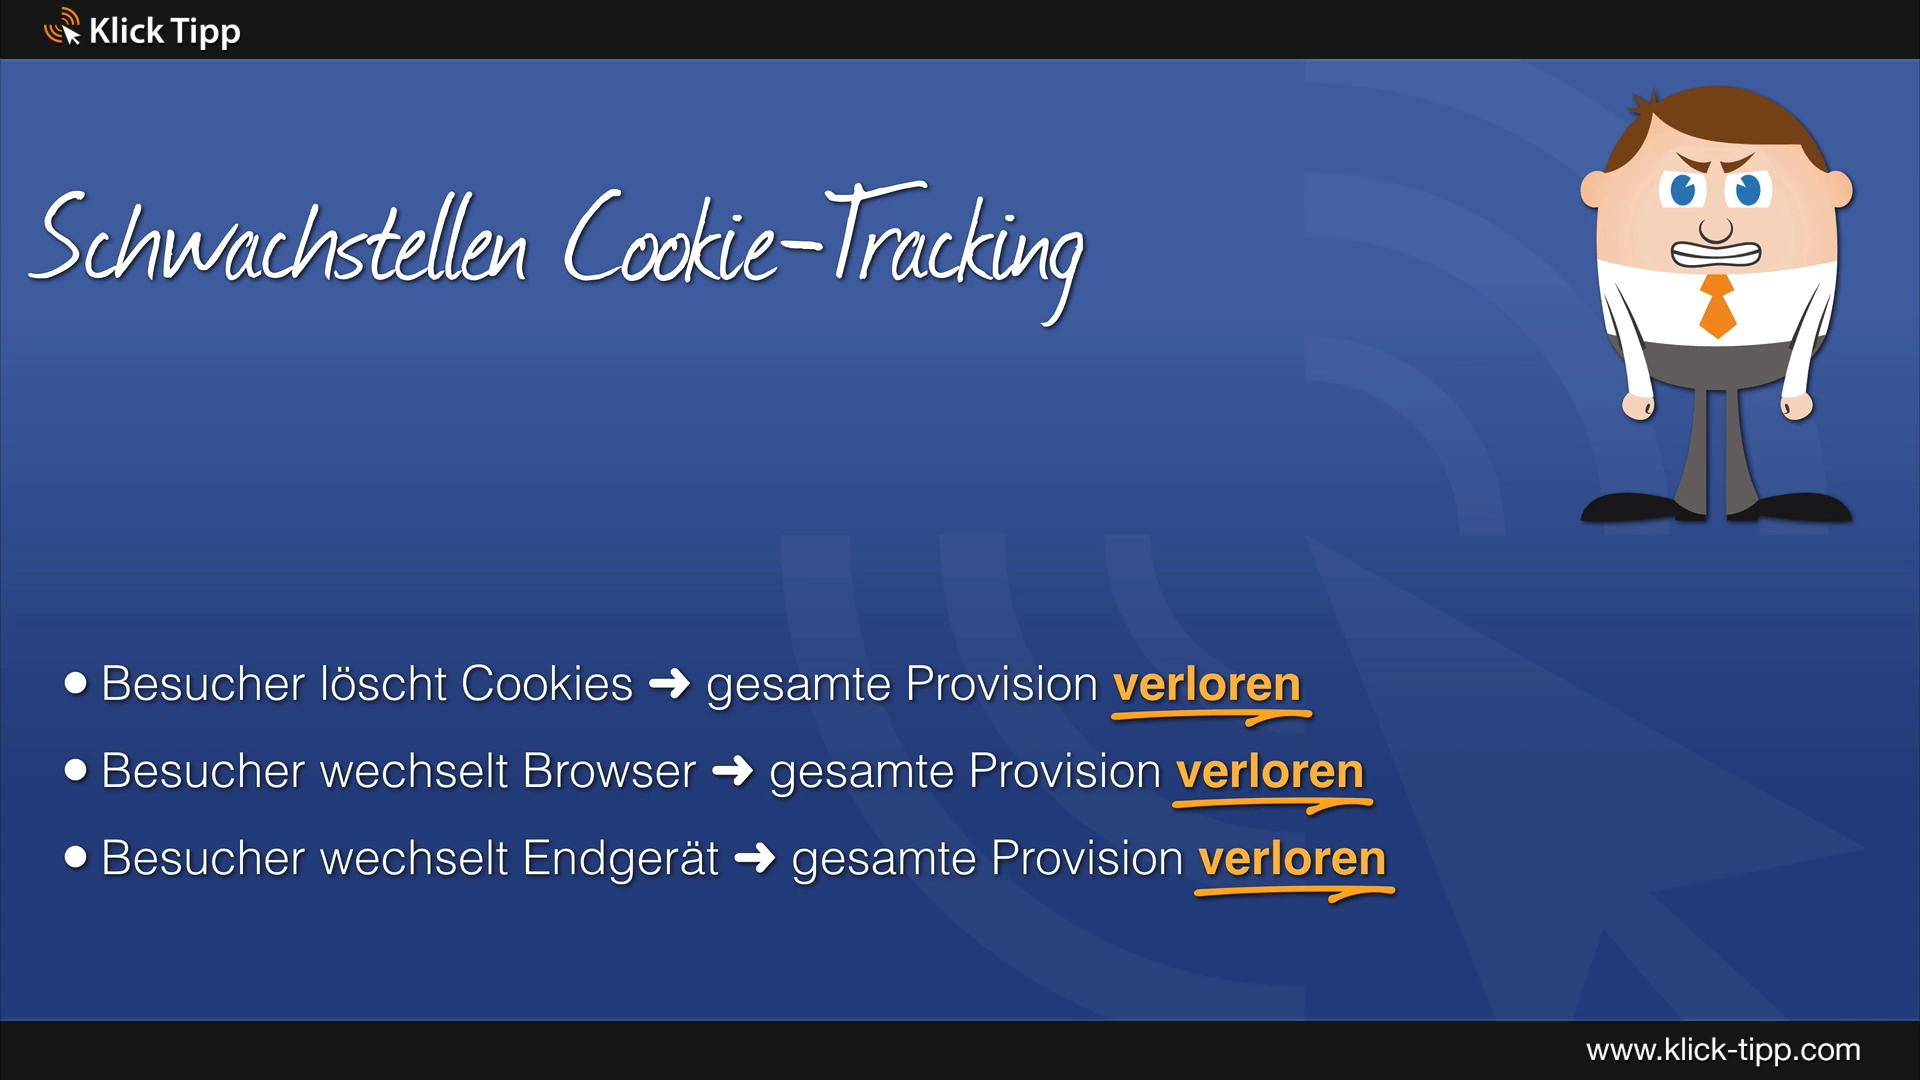 Klick Tipp
Schwachstellen Cookie-Tracking
● Besucher löscht Cookies ➜ gesamte Provision verloren
● Besucher wechselt Browser ➜ gesamte Provision verloren
● Besucher wechselt Endgerät ➜ gesamte Provision verloren
www.klick-tipp.com